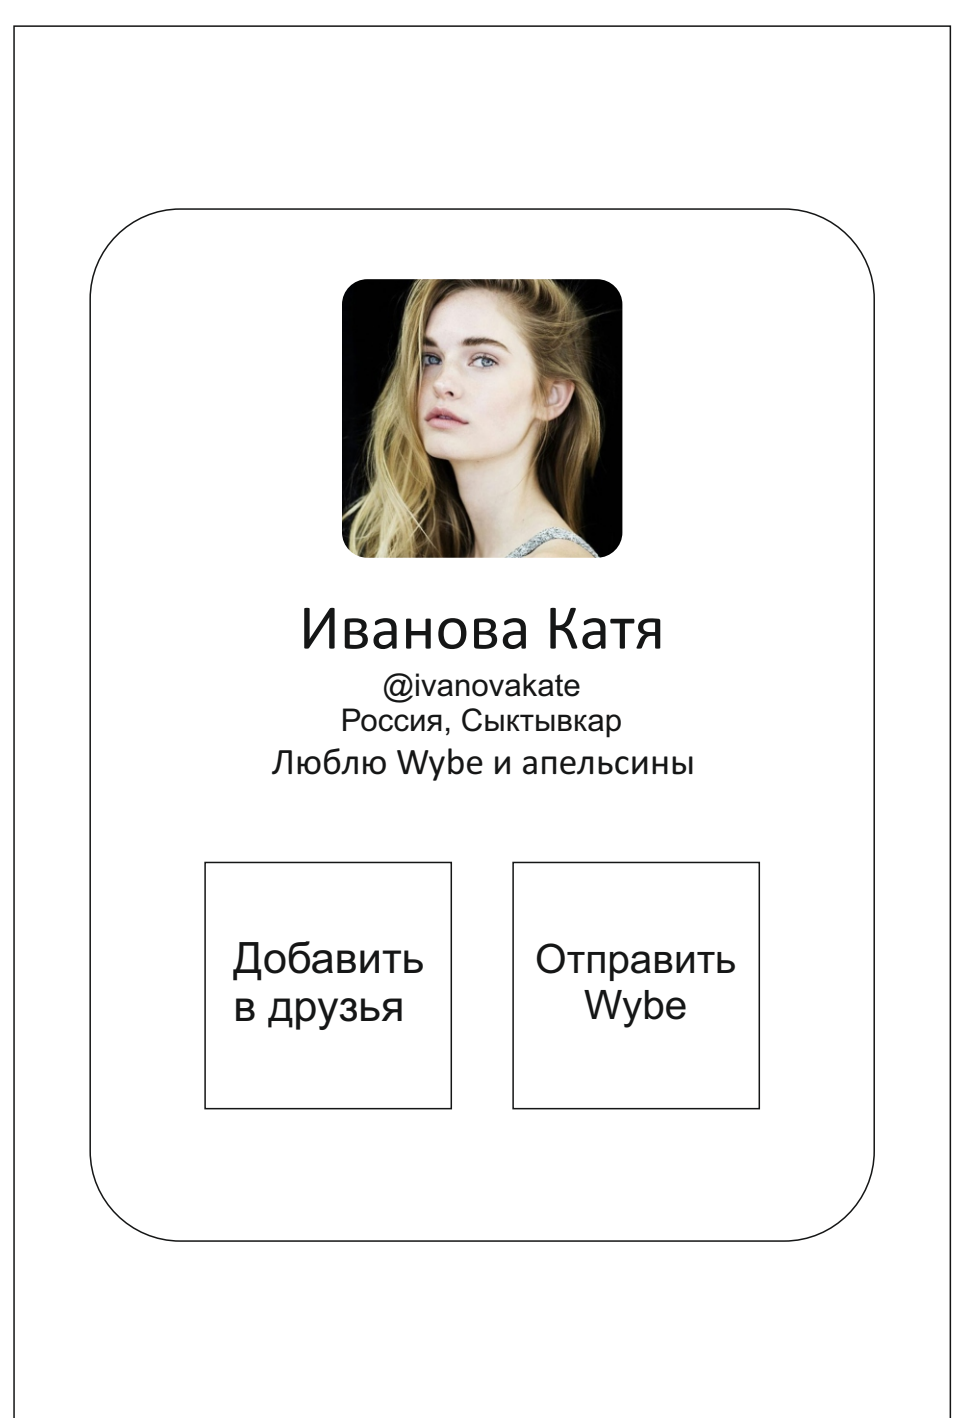 Иванова Катя
@ivanovakate
Россия, Сыктывкар
Люблю Wybe и апельсины
Добавить
в друзья
Отправить
Wybe